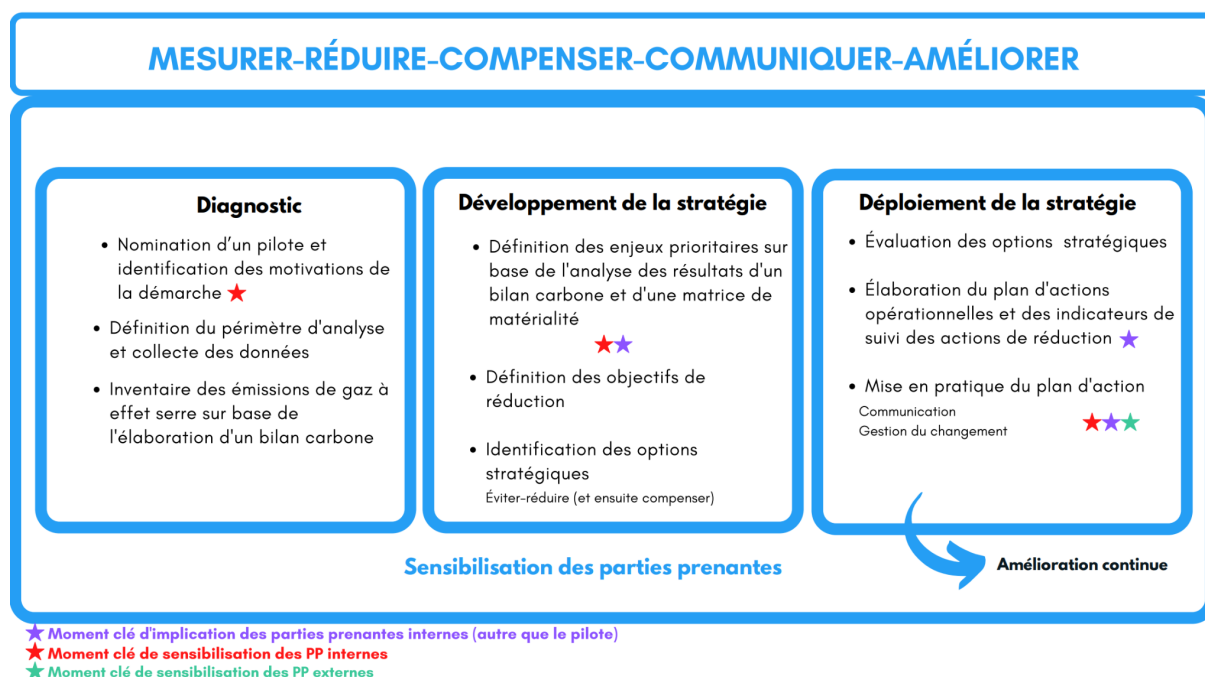 MESURER-RÉDUIRE-COMPENSER-COMMUNIQUER-AMÉLIORER
Diagnostic
• Nomination d'un pilote et
identification des motivations de
la démarche
• Définition du périmètre d'analyse
et collecte des données
• Inventaire des émissions de gaz à
effet serre sur base de
l'élaboration d'un bilan carbone
Développement de la stratégie
• Définition des enjeux prioritaires sur
base de l'analyse des résultats d'un
bilan carbone et d'une matrice de
matérialité
• Définition des objectifs de
réduction
• Identification des options
stratégiques
Éviter-réduire (et ensuite compenser)
Déploiement de la stratégie
• Évaluation des options stratégiques
• Élaboration du plan d'actions
opérationnelles et des indicateurs de
suivi des actions de réduction
• Mise en pratique du plan d'action
Communication
Gestion du changement
Sensibilisation des parties prenantes
Amélioration continue
Moment clé d'implication des parties prenantes internes (autre que le pilote)
Moment clé de sensibilisation des PP internes
Moment clé de sensibilisation des PP externes